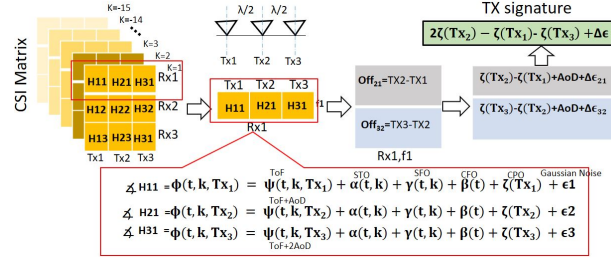 K=-15
K=-14
K=3
K=2
K=1
CSI Matrix
H11 H21 H31 Rx1
H12 H22 H32 Rx2
H13 H23 H31 Rx3
Tx1 Tx2 Tx3
λ/2 λ/2
Tx1 Tx2 Tx3
Tx1 Tx2 Tx3
H11 H21 H31 f1
Rx1
Off21=TX2-TX1
Off32=TX3-TX2
Rx1,f1
TX signature
2ζ(Tx2) − ζ(Tx1)- ζ(Tx3) + Δϵ
ζ(Tx2)-ζ(Tx1)+AoD+Δϵ21
ζ(Tx3)-ζ(Tx2)+AoD+Δϵ32
ToF STO SFO CFO CPO Gaussian Noise
∡ H11 =ϕ(t, k, Tx1) = ψ(t, k, Tx1) + α(t, k) + γ(t, k) + β(t) + ζ(Tx1) + ϵ1
ToF+AoD
∡ H21 =ϕ(t, k, Tx2) = ψ(t, k, Tx2) + α(t, k) + γ(t, k) + β(t) + ζ(Tx2) + ϵ2
∡ H31 =ϕ(t, k, Tx3) = ψ(t, k, Tx3) + α(t, k) + γ(t, k) + β(t) + ζ(Tx3) + ϵ3
ToF+2AoD